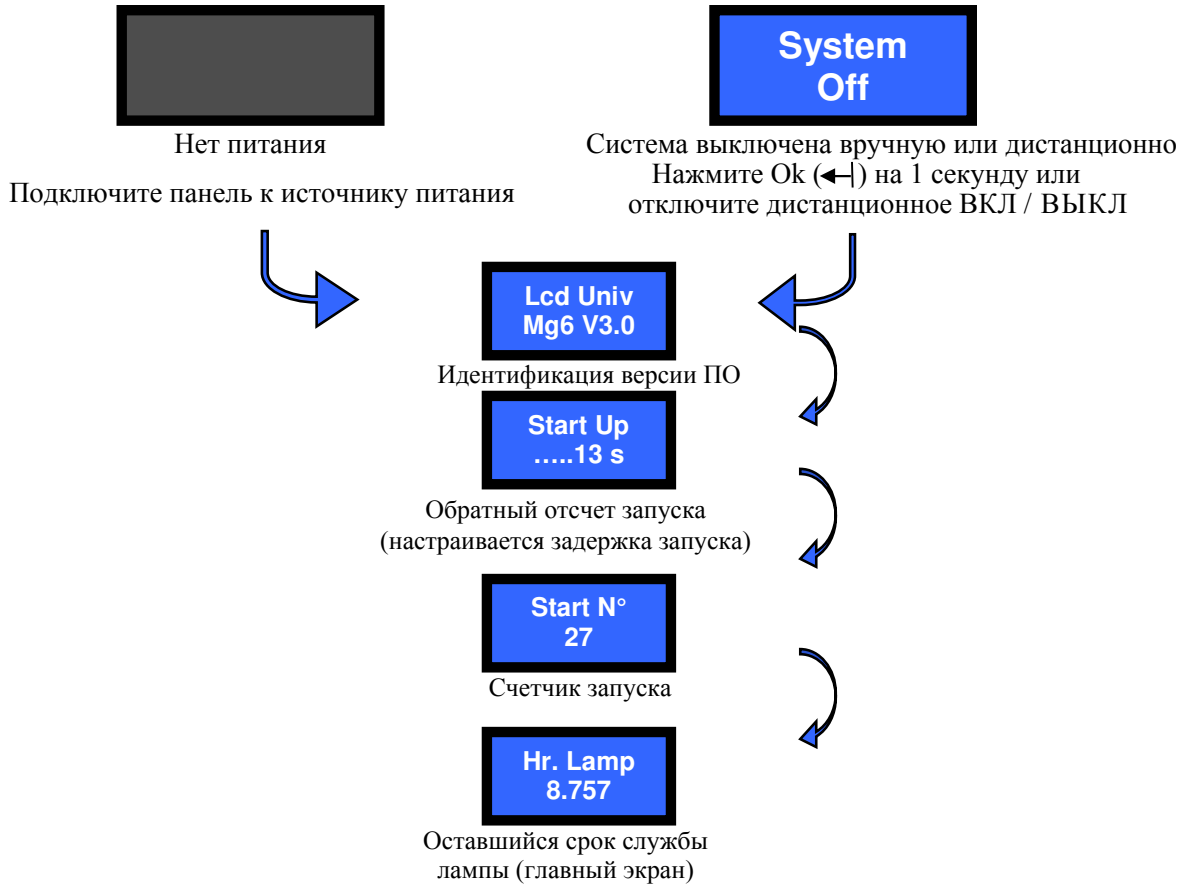 System
Off
Нет питания
Подключите панель к источнику питания
Система выключена вручную или дистанционно
Нажмите Ok (←|) на 1 секунду или
отключите дистанционное ВКЛ / ВЫКЛ
Lcd Univ
Mg6 V3.0
Идентификация версии ПО
Start Up
.....13 s
Обратный отсчет запуска
(настраивается задержка запуска)
Start N°
27
Счетчик запуска
Hr. Lamp
8.757
Оставшийся срок службы
лампы (главный экран)